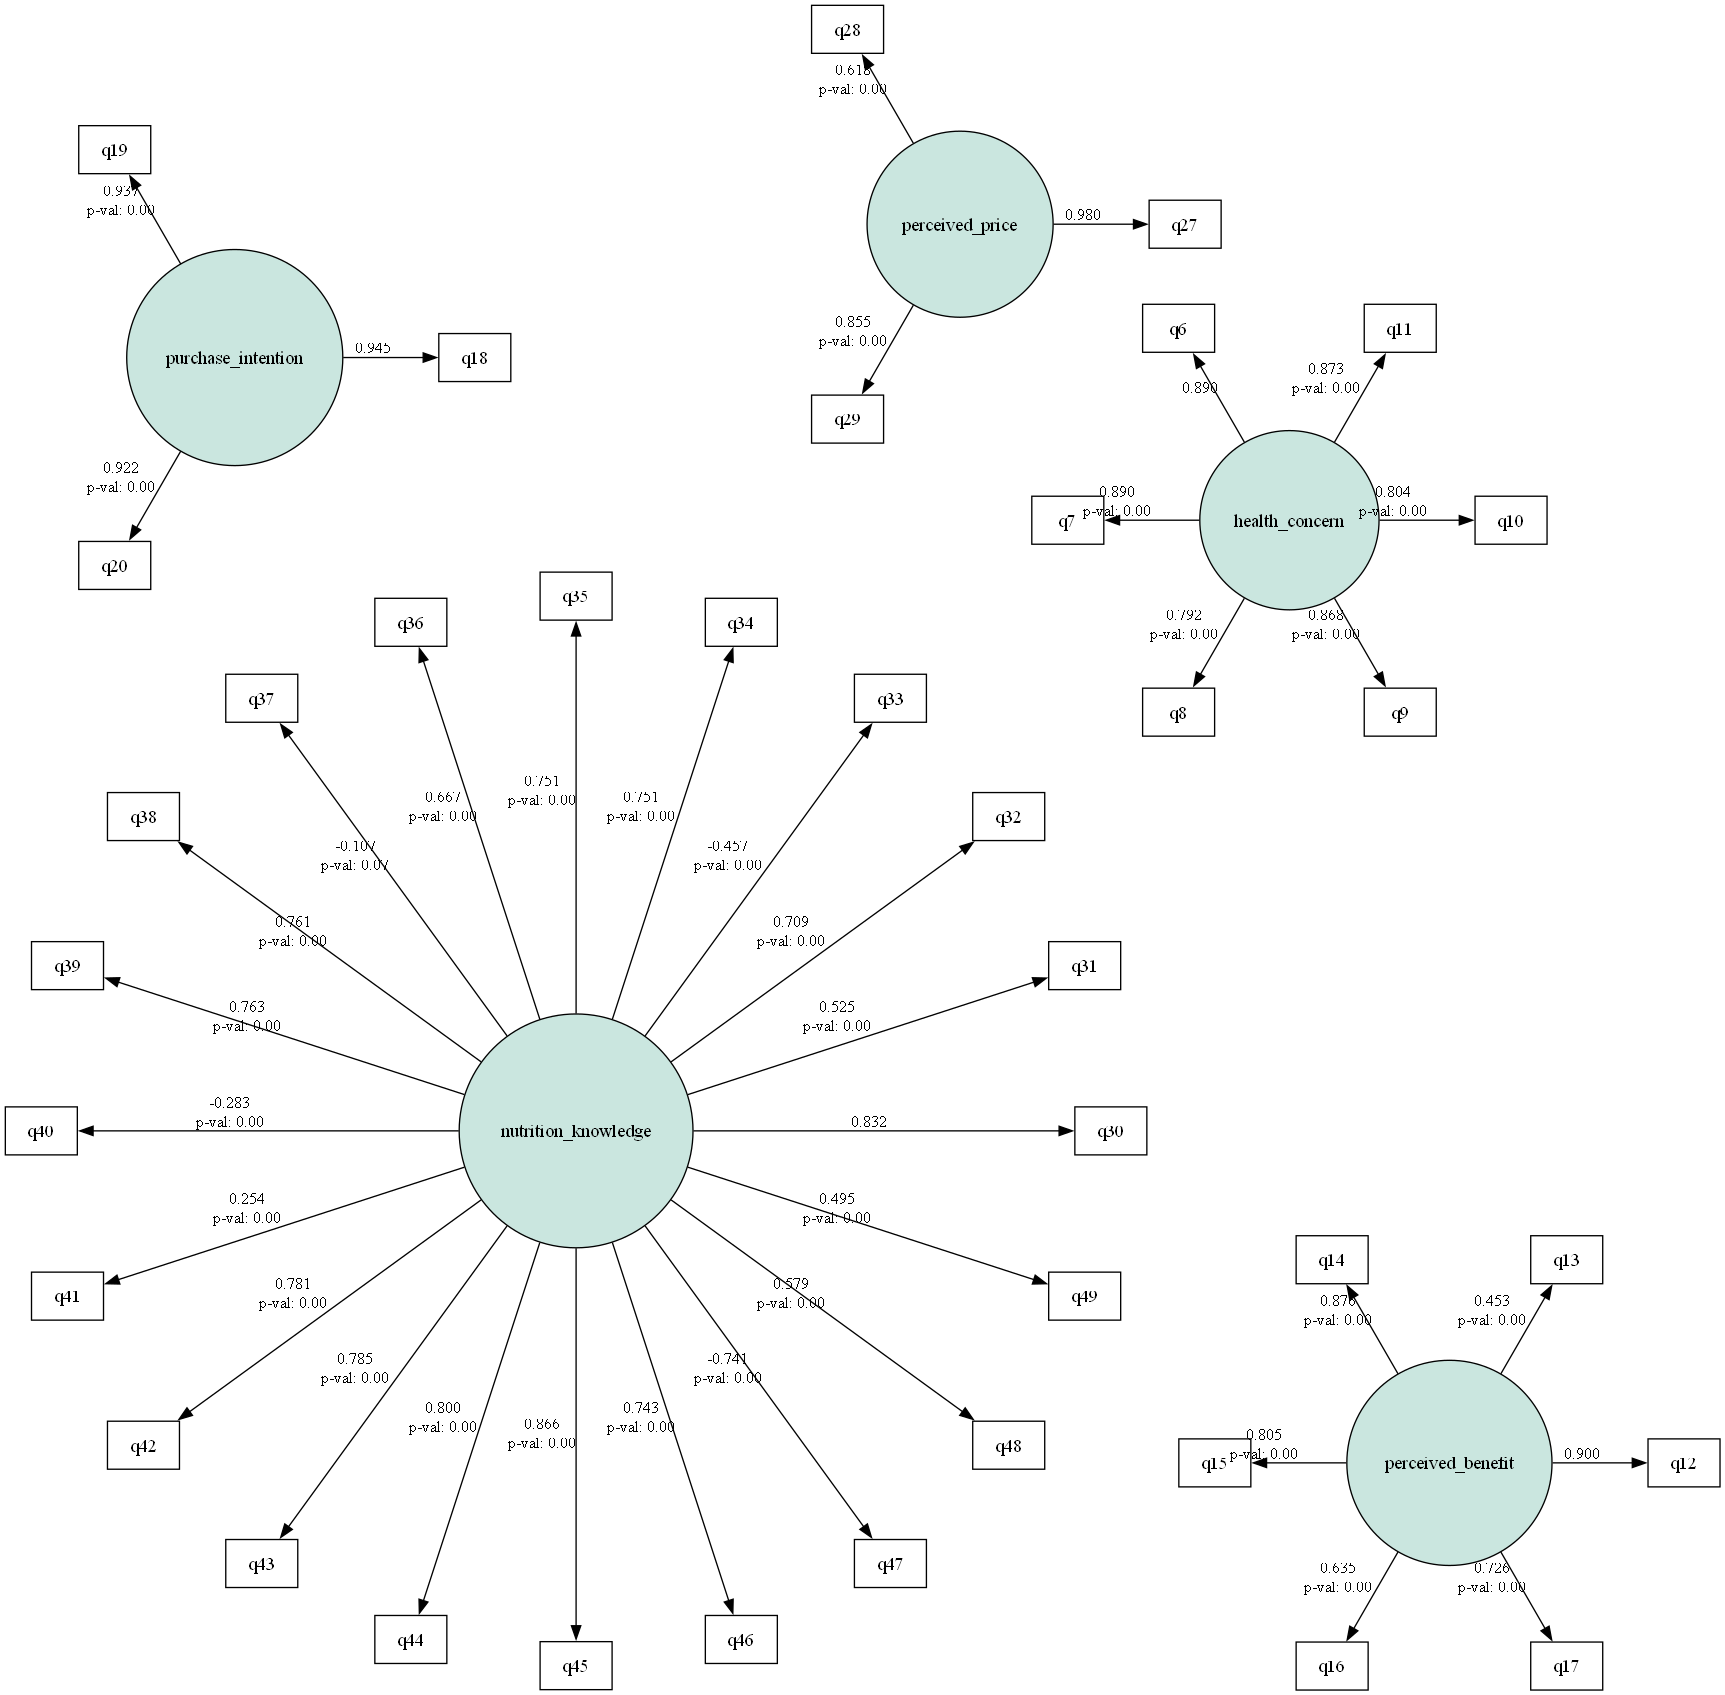 q28
0.618
p-val: 0.00
perceived_price
0.980
q27
0.855
p-val: 0.00
q29
q19
0.937
p-val: 0.00
purchase_intention
0.945
q18
0.922
p-val: 0.00
q20
q6
0.890
q11
0.873
p-val: 0.00
health_concern
q7
0.890
p-val: 0.00
0.804
p-val: 0.00
q10
0.792
p-val: 0.00
q8
0.868
p-val: 0.00
q9
q35
0.751
p-val: 0.00
q36
0.667
p-val: 0.00
q34
0.751
p-val: 0.00
q37
-0.107
p-val: 0.07
q33
-0.457
p-val: 0.00
q38
0.761
p-val: 0.00
q32
0.709
p-val: 0.00
q39
0.763
p-val: 0.00
q31
0.525
p-val: 0.00
q40
-0.283
p-val: 0.00
nutrition_knowledge
0.832
q30
0.254
p-val: 0.00
q41
0.495
p-val: 0.00
q49
0.781
p-val: 0.00
q42
0.579
p-val: 0.00
q48
0.785
p-val: 0.00
q43
-0.741
p-val: 0.00
q47
0.800
p-val: 0.00
q44
0.743
p-val: 0.00
q46
0.866
p-val: 0.00
q45
q14
0.876
p-val: 0.00
q13
0.453
p-val: 0.00
q15
0.805
p-val: 0.00
perceived_benefit
0.900
q12
0.635
p-val: 0.00
q16
0.726
p-val: 0.00
q17